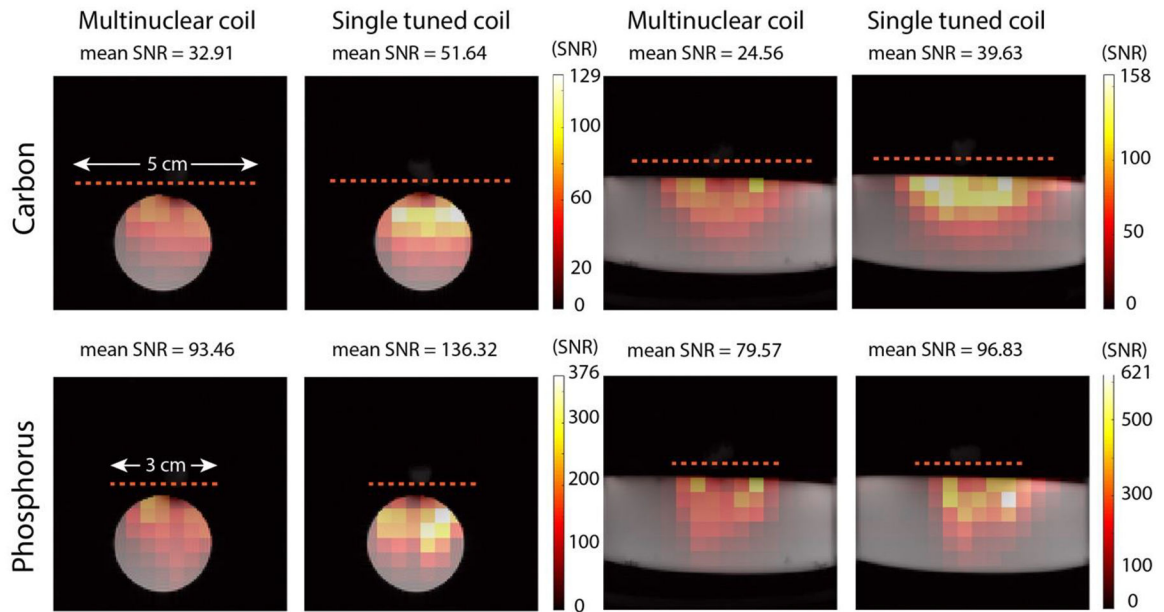 Multinuclear coil Single tuned coil Multinuclear coil Single tuned coil
mean SNR = 32.91 mean SNR = 51.64 (SNR) mean SNR = 24.56 mean SNR = 39.63 (SNR)
Carbon
5 cm
129
100
60
20
0
158
100
50
0
mean SNR = 93.46 mean SNR = 136.32 (SNR) mean SNR = 79.57 mean SNR = 96.83 (SNR)
Phosphorus
3 cm
376
300
200
100
0
621
500
300
100
0